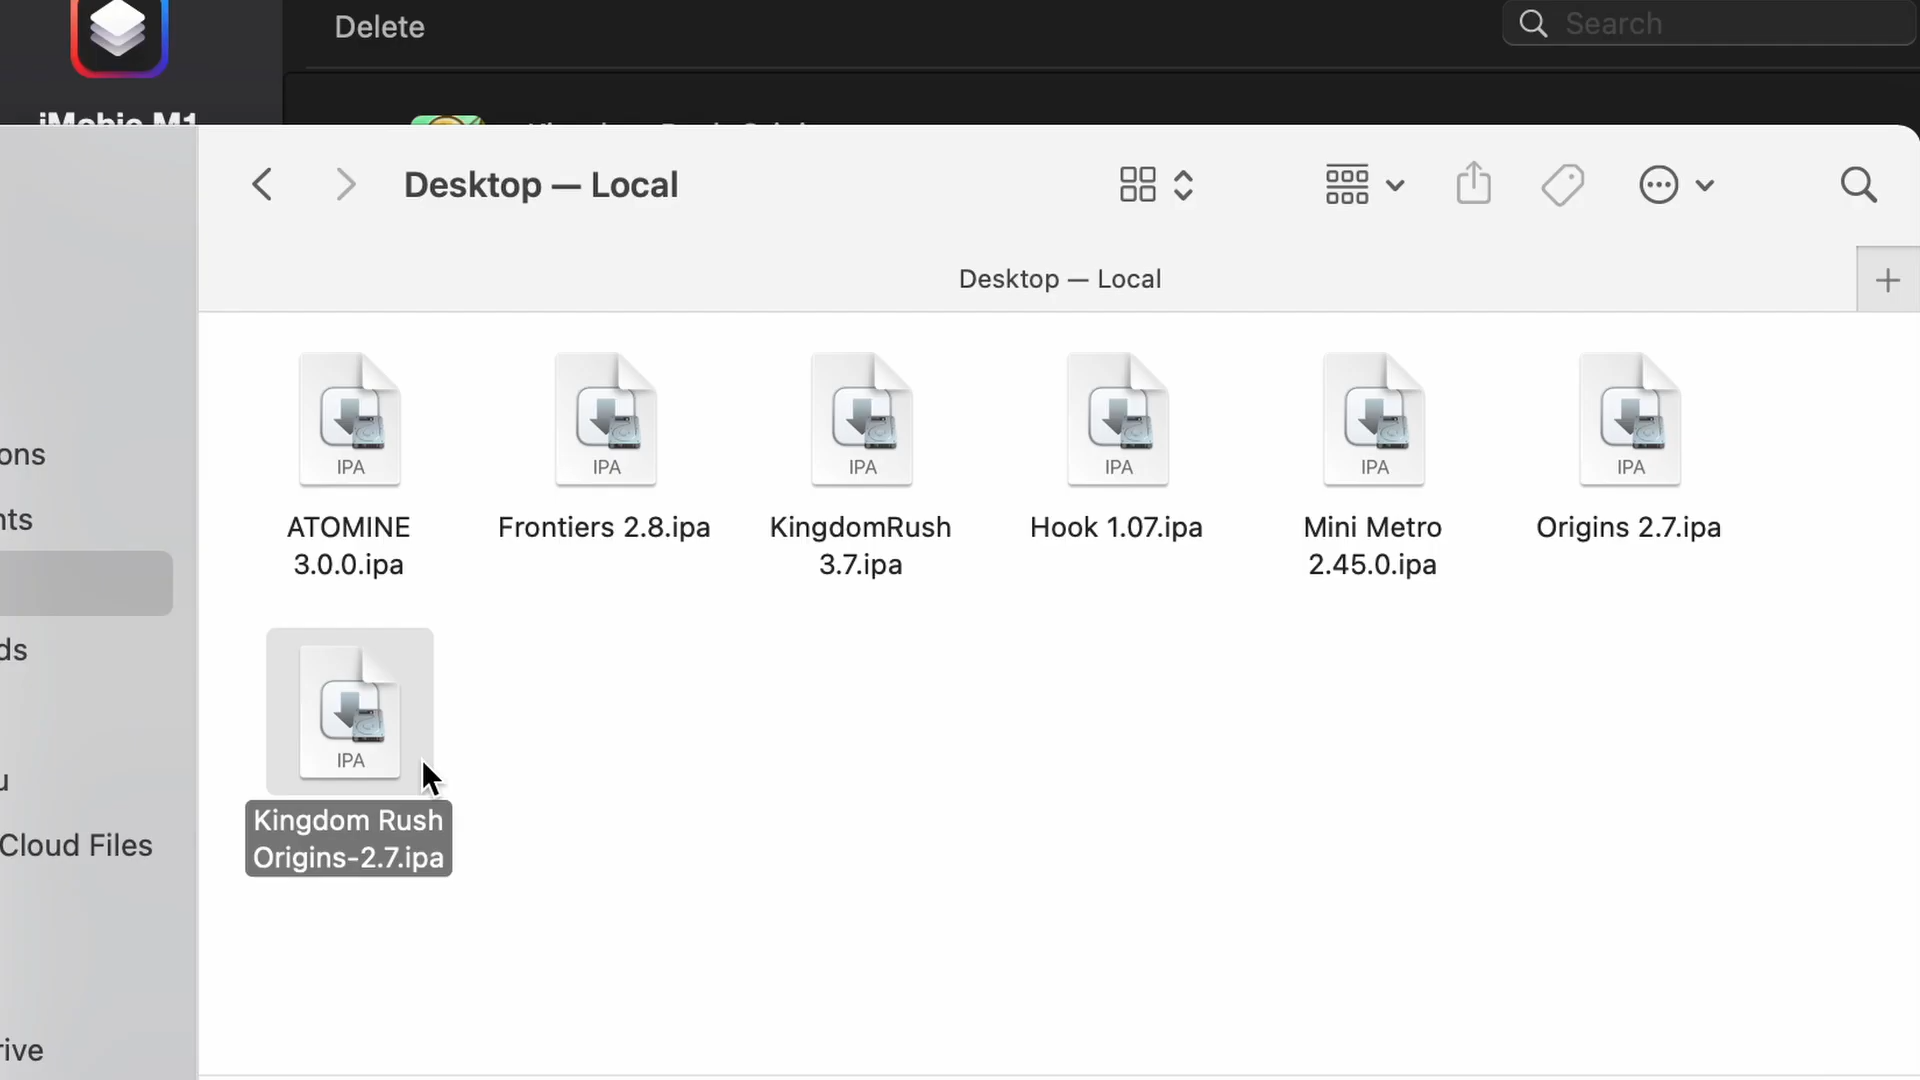 Delete
Search
iMobie M1
Desktop — Local
Desktop — Local
ons
nts
ds
u
Cloud Files
rive
IPA
IPA
IPA
IPA
IPA
IPA
ATOMINE
3.0.0.ipa
Frontiers 2.8.ipa
KingdomRush
3.7.ipa
Hook 1.07.ipa
Mini Metro
2.45.0.ipa
Origins 2.7.ipa
IPA
Kingdom Rush
Origins-2.7.ipa